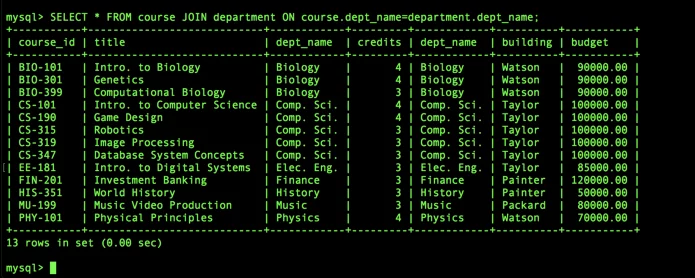 mysql> SELECT * FROM course JOIN department ON course.dept_name=department.dept_name;
+-----------+----------------------------+------------+---------+------------+----------+-----------+
| course_id | title                      | dept_name  | credits | dept_name  | building | budget    |
+-----------+----------------------------+------------+---------+------------+----------+-----------+
| BIO-101   | Intro. to Biology          | Biology    |       4 | Biology    | Watson   |  90000.00 |
| BIO-301   | Genetics                   | Biology    |       4 | Biology    | Watson   |  90000.00 |
| BIO-399   | Computational Biology      | Biology    |       3 | Biology    | Watson   |  90000.00 |
| CS-101    | Intro. to Computer Science | Comp. Sci. |       4 | Comp. Sci. | Taylor   | 100000.00 |
| CS-190    | Game Design                | Comp. Sci. |       4 | Comp. Sci. | Taylor   | 100000.00 |
| CS-315    | Robotics                   | Comp. Sci. |       3 | Comp. Sci. | Taylor   | 100000.00 |
| CS-319    | Image Processing           | Comp. Sci. |       3 | Comp. Sci. | Taylor   | 100000.00 |
| CS-347    | Database System Concepts   | Comp. Sci. |       3 | Comp. Sci. | Taylor   | 100000.00 |
| EE-181    | Intro. to Digital Systems  | Elec. Eng. |       3 | Elec. Eng. | Taylor   |  85000.00 |
| FIN-201   | Investment Banking         | Finance    |       3 | Finance    | Painter  | 120000.00 |
| HIS-351   | World History              | History    |       3 | History    | Painter  |  50000.00 |
| MU-199    | Music Video Production     | Music      |       3 | Music      | Packard  |  80000.00 |
| PHY-101   | Physical Principles        | Physics    |       4 | Physics    | Watson   |  70000.00 |
+-----------+----------------------------+------------+---------+------------+----------+-----------+
13 rows in set (0.00 sec)
mysql>